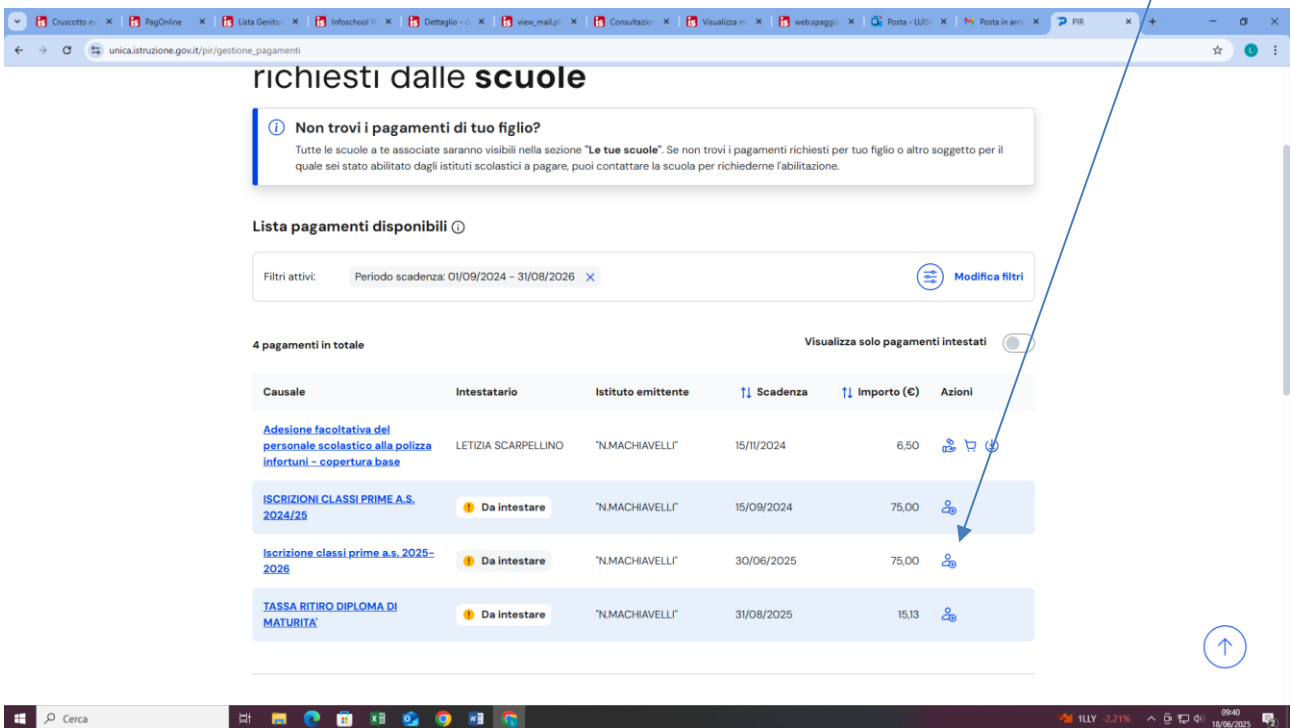 Cruscotto ev
PagOnline
Lista Genitor
Infoschool
Dettaglio - d
view_mail.ph
Consultazion
Visualizza m
web.spaggia
Posta - LUIS
Posta in arriv
PIR
unica.istruzione.gov.it/pir/gestione_pagamenti
richiesti dalle scuole
Non trovi i pagamenti di tuo figlio?
Tutte le scuole a te associate saranno visibili nella sezione "Le tue scuole". Se non trovi i pagamenti richiesti per tuo figlio o altro soggetto per il
quale sei stato abilitato dagli istituti scolastici a pagare, puoi contattare la scuola per richiederne l'abilitazione.
Lista pagamenti disponibili
Filtri attivi: Periodo scadenza: 01/09/2024 - 31/08/2026
Modifica filtri
4 pagamenti in totale
Visualizza solo pagamenti intestati
Causale Intestatario Istituto emittente Scadenza Importo (€) Azioni
Adesione facoltativa del
personale scolastico alla polizza
infortuni - copertura base
LETIZIA SCARPELLINO "N.MACHIAVELLI" 15/11/2024 6,50
ISCRIZIONI CLASSI PRIME A.S.
2024/25
Da intestare "N.MACHIAVELLI" 15/09/2024 75,00
Iscrizione classi prime a.s. 2025-
2026
Da intestare "N.MACHIAVELLI" 30/06/2025 75,00
TASSA RITIRO DIPLOMA DI
MATURITA'
Da intestare "N.MACHIAVELLI" 31/08/2025 15,13
Cerca
1LLY -2,21%
09:40
18/06/2025